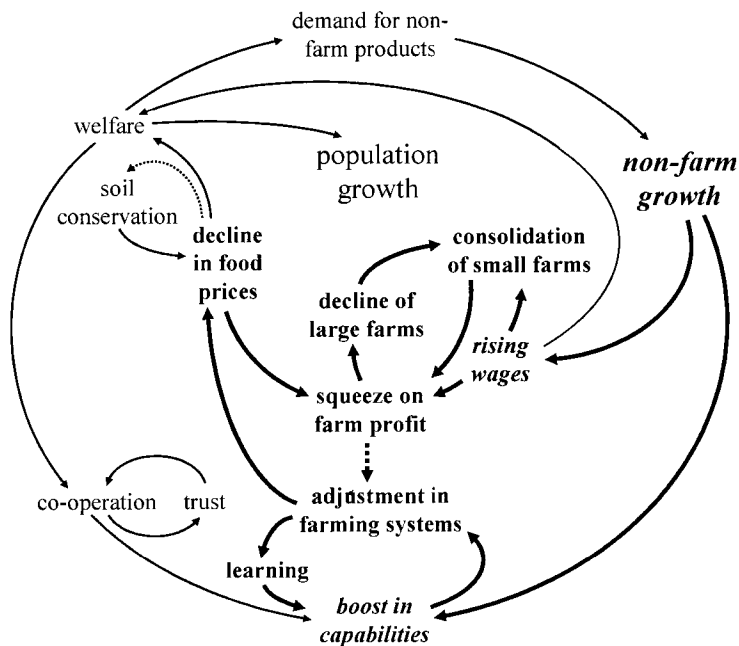 demand for non-
farm products
welfare
population
growth
non-farm
growth
soil
conservation
decline
in food
prices
consolidation
of small farms
decline of
large farms
rising
wages
squeeze on
farm profit
co-operation
trust
adjustment in
farming systems
learning
boost in
capabilities